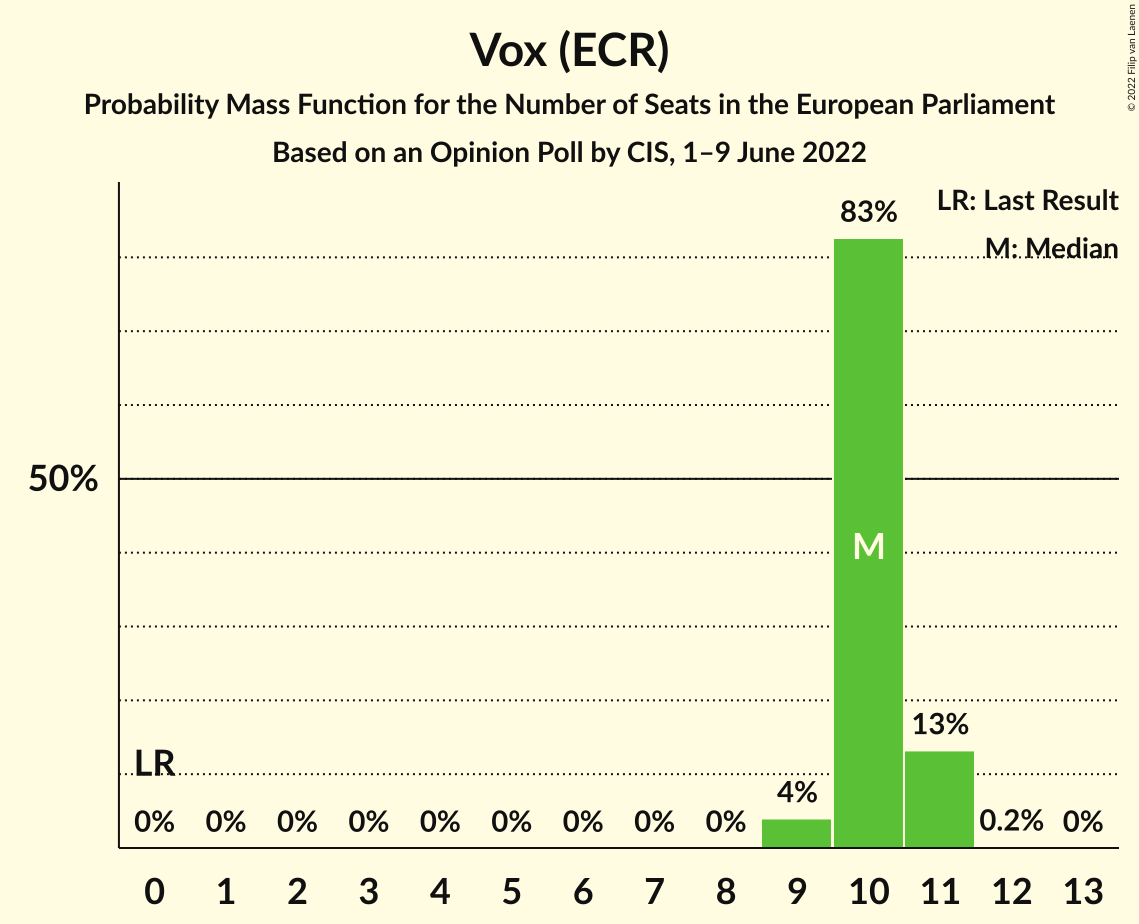 Vox (ECR)
Probability Mass Function for the Number of Seats in the European Parliament
Based on an Opinion Poll by CIS, 1–9 June 2022
© 2022 Filip van Laenen
LR: Last Result
M: Median
83%
50%
M
13%
LR
4%
0% 0% 0% 0% 0% 0% 0% 0% 0% 0.2% 0%
0 1 2 3 4 5 6 7 8 9 10 11 12 13